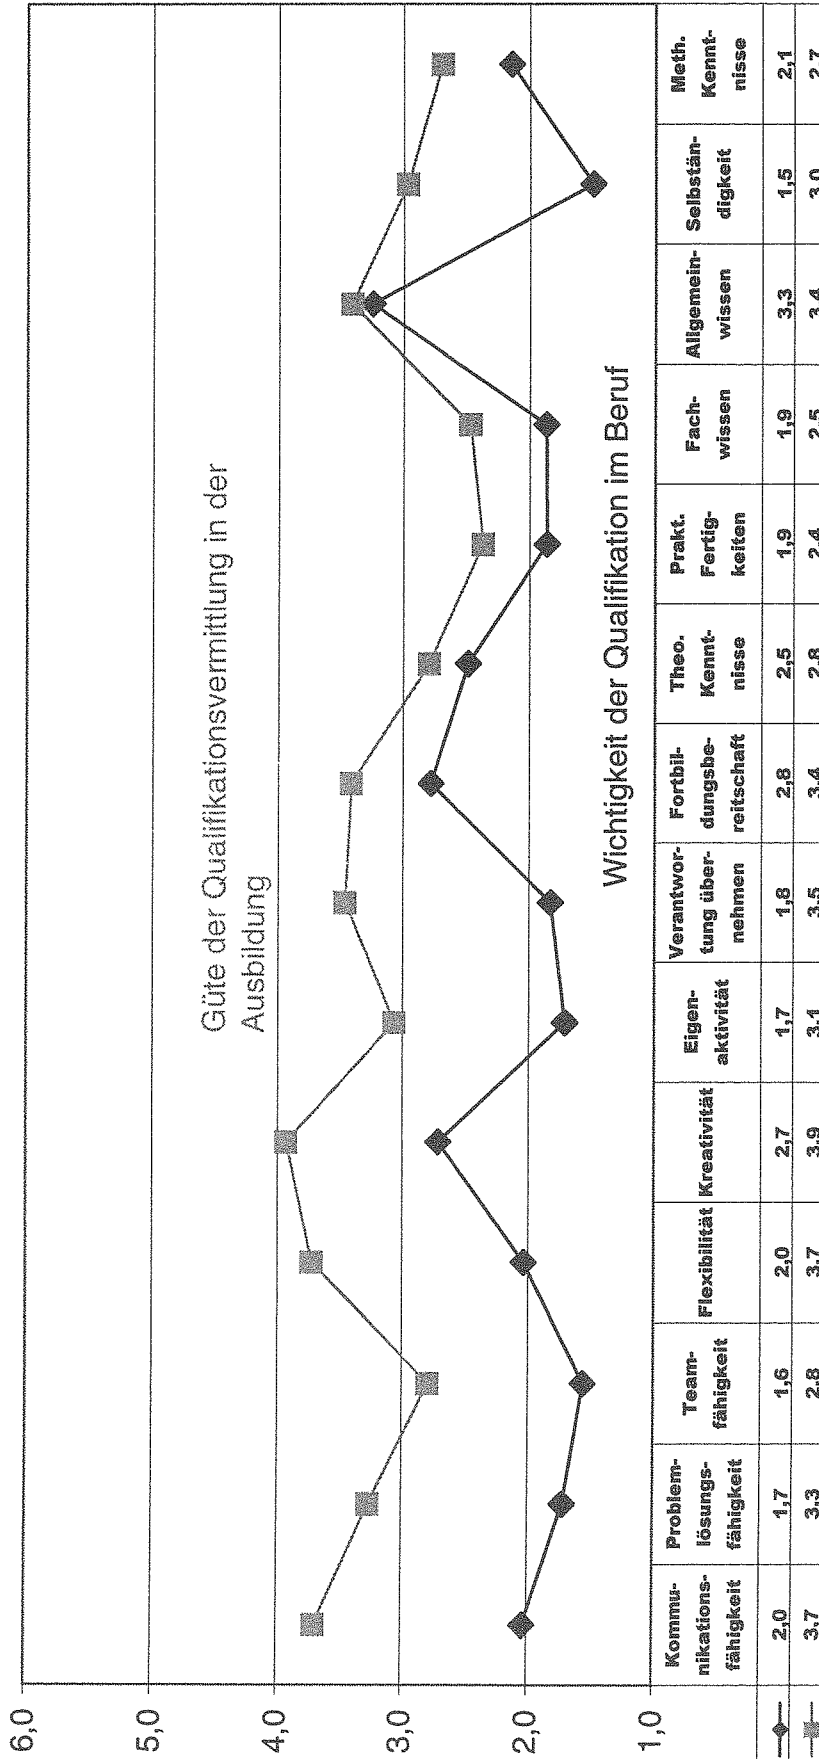 6,0
5,0
4,0
3,0
2,0
1,0
Güte der Qualifikationsvermittlung in der
Ausbildung
Wichtigkeit der Qualifikation im Beruf
Kommu-
nikations-
fähigkeit
Problem-
lösungs-
fähigkeit
Team-
fähigkeit
Flexibilität
Kreativität
Eigen-
aktivität
Verantwor-
tung über-
nehmen
Fortbil-
dungsbe-
reitschaft
Theo.
Kennt-
nisse
Prakt.
Fertig-
keiten
Fach-
wissen
Allgemein-
wissen
Selbstän-
digkeit
Meth.
Kennt-
nisse
2,0 1,7 1,6 2,0 2,7 1,7 1,8 2,8 2,5 1,9 1,9 3,3 1,5 2,1
3,7 3,3 2,8 3,7 3,9 3,1 3,5 3,4 2,8 2,4 2,5 3,4 3,0 2,7